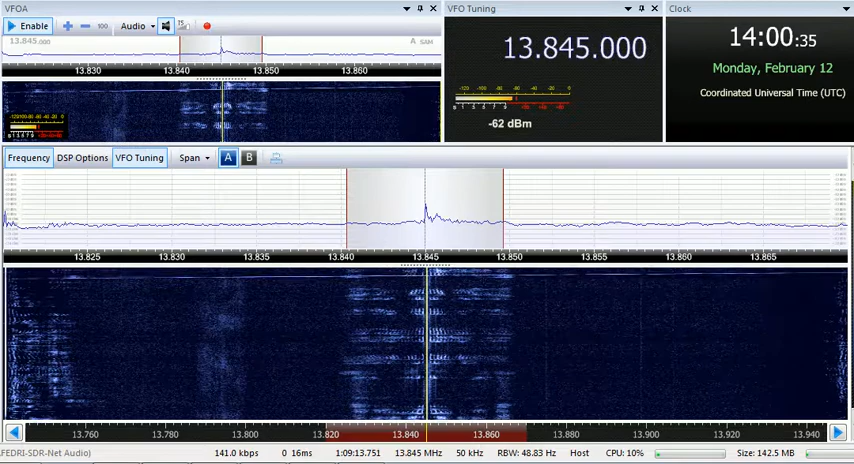 VFOA
Enable
100
Audio
13.845.000
A SAM
13.830 13.840 13.850 13.860
VFO Tuning
13.845.000
-62 dBm
Clock
14:00:35
Monday, February 12
Coordinated Universal Time (UTC)
Frequency DSP Options VFO Tuning Span A B
13.825 13.830 13.835 13.840 13.845 13.850 13.855 13.860 13.865
13.760 13.780 13.800 13.820 13.840 13.860 13.880 13.900 13.920 13.940
AFEDRI-SDR-Net Audio) 141.0 kbps 0 16ms 1:09:13.751 13.845 MHz 50 kHz RBW: 48.83 Hz Host CPU: 10% Size: 142.5 MB